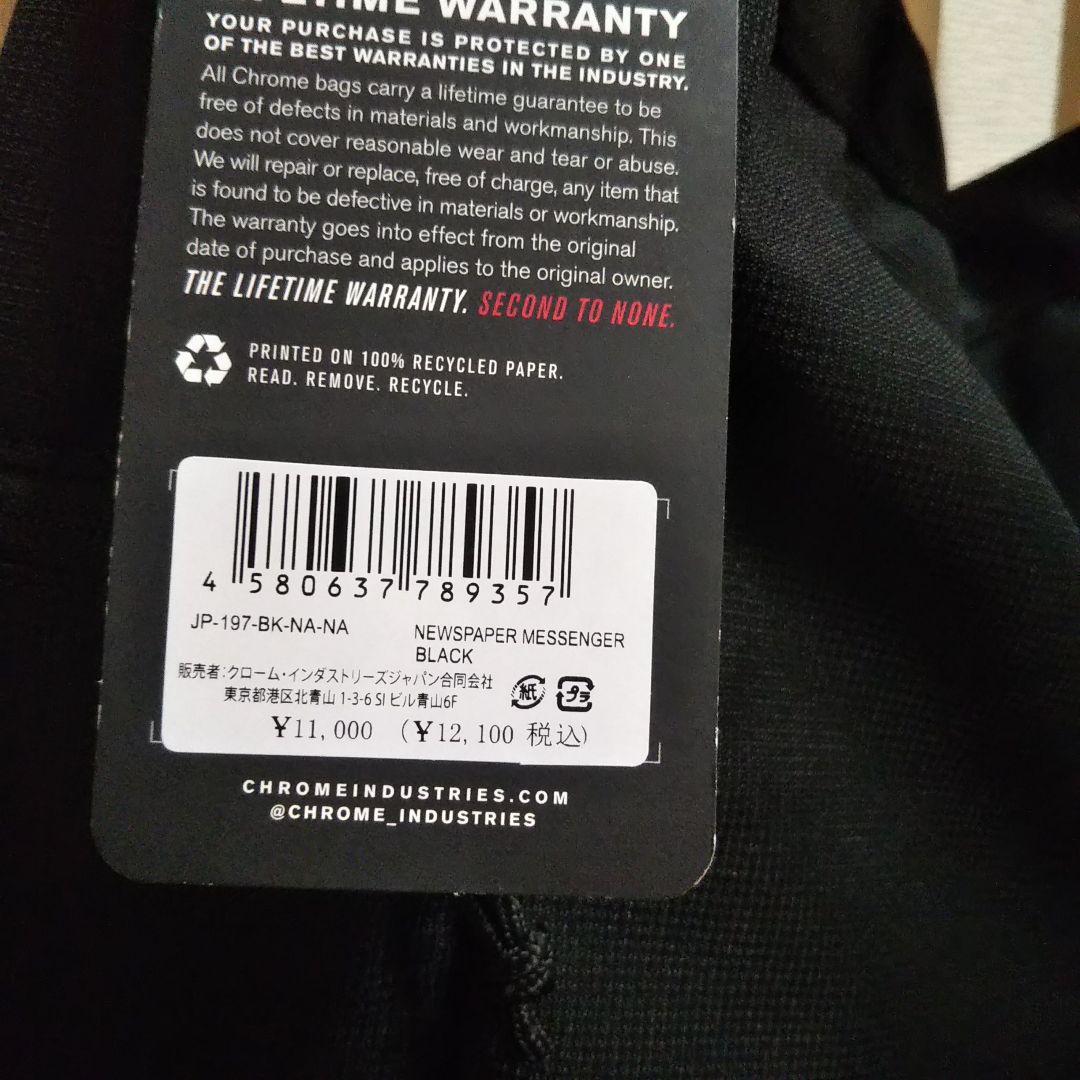 LIFETIME WARRANTY
YOUR PURCHASE IS PROTECTED BY ONE
OF THE BEST WARRANTIES IN THE INDUSTRY.
All Chrome bags carry a lifetime guarantee to be
free of defects in materials and workmanship. This
does not cover reasonable wear and tear or abuse.
We will repair or replace, free of charge, any item that
is found to be defective in materials or workmanship.
The warranty goes into effect from the original
date of purchase and applies to the original owner.
THE LIFETIME WARRANTY. SECOND TO NONE.
PRINTED ON 100% RECYCLED PAPER.
READ. REMOVE. RECYCLE.
4 580637 789357
JP-197-BK-NA-NA
NEWSPAPER MESSENGER
BLACK
販売者:クローム・インダストリーズジャパン合同会社
東京都港区北青山 1-3-6 SI ビル青山6F
紙 プラ
¥11,000 (¥12,100 税込)
CHROMEINDUSTRIES.COM
@CHROME_INDUSTRIES